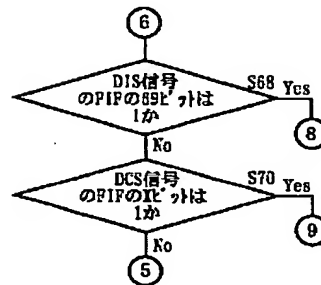 6
DIS信号
のFIFの69ビットは
1か
S68
Yes
8
No
DCS信号
のFIFのXビットは
1か
S70
Yes
9
No
5